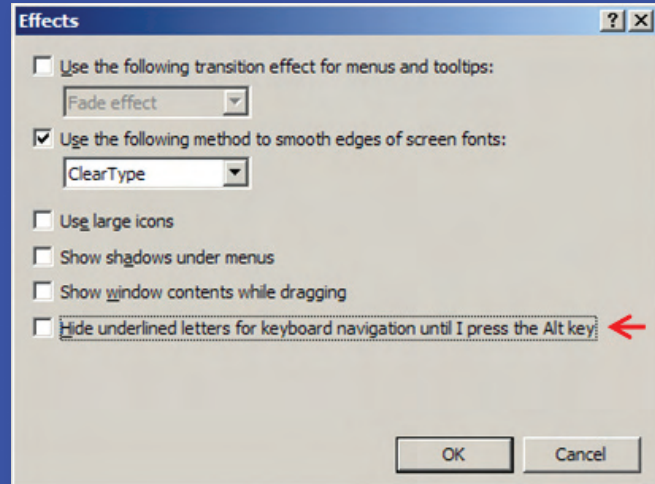 Effects
Use the following transition effect for menus and tooltips:
Fade effect
Use the following method to smooth edges of screen fonts:
ClearType
Use large icons
Show shadows under menus
Show window contents while dragging
Hide underlined letters for keyboard navigation until I press the Alt key
OK Cancel